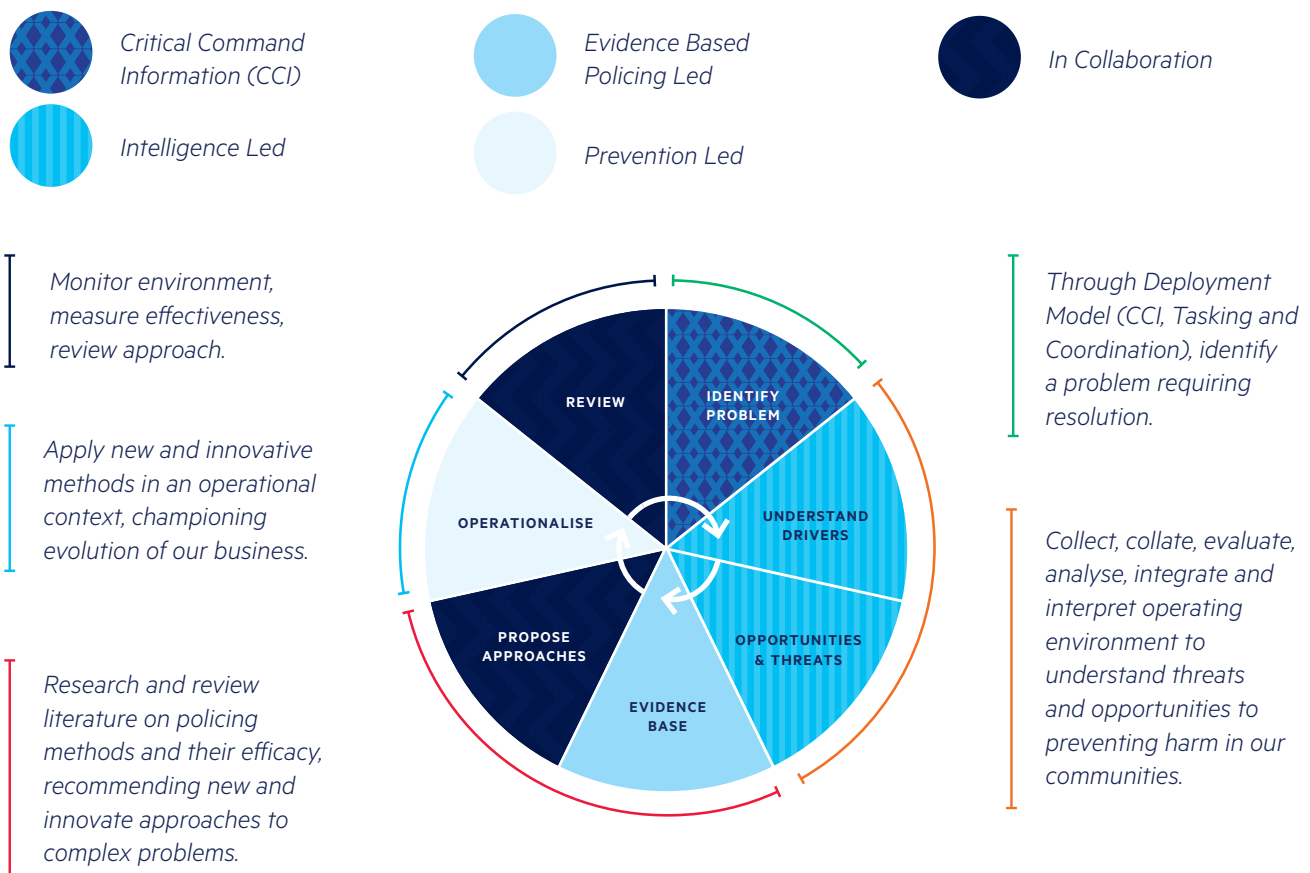 Critical Command
Information (CCI)
Evidence Based
Policing Led
In Collaboration
Intelligence Led
Prevention Led
Monitor environment,
measure effectiveness,
review approach.
Apply new and innovative
methods in an operational
context, championing
evolution of our business.
Research and review
literature on policing
methods and their efficacy,
recommending new and
innovate approaches to
complex problems.
REVIEW
IDENTIFY
PROBLEM
OPERATIONALISE
UNDERSTAND
DRIVERS
PROPOSE
APPROACHES
OPPORTUNITIES
& THREATS
EVIDENCE
BASE
Through Deployment
Model (CCI, Tasking and
Coordination), identify
a problem requiring
resolution.
Collect, collate, evaluate,
analyse, integrate and
interpret operating
environment to
understand threats
and opportunities to
preventing harm in our
communities.